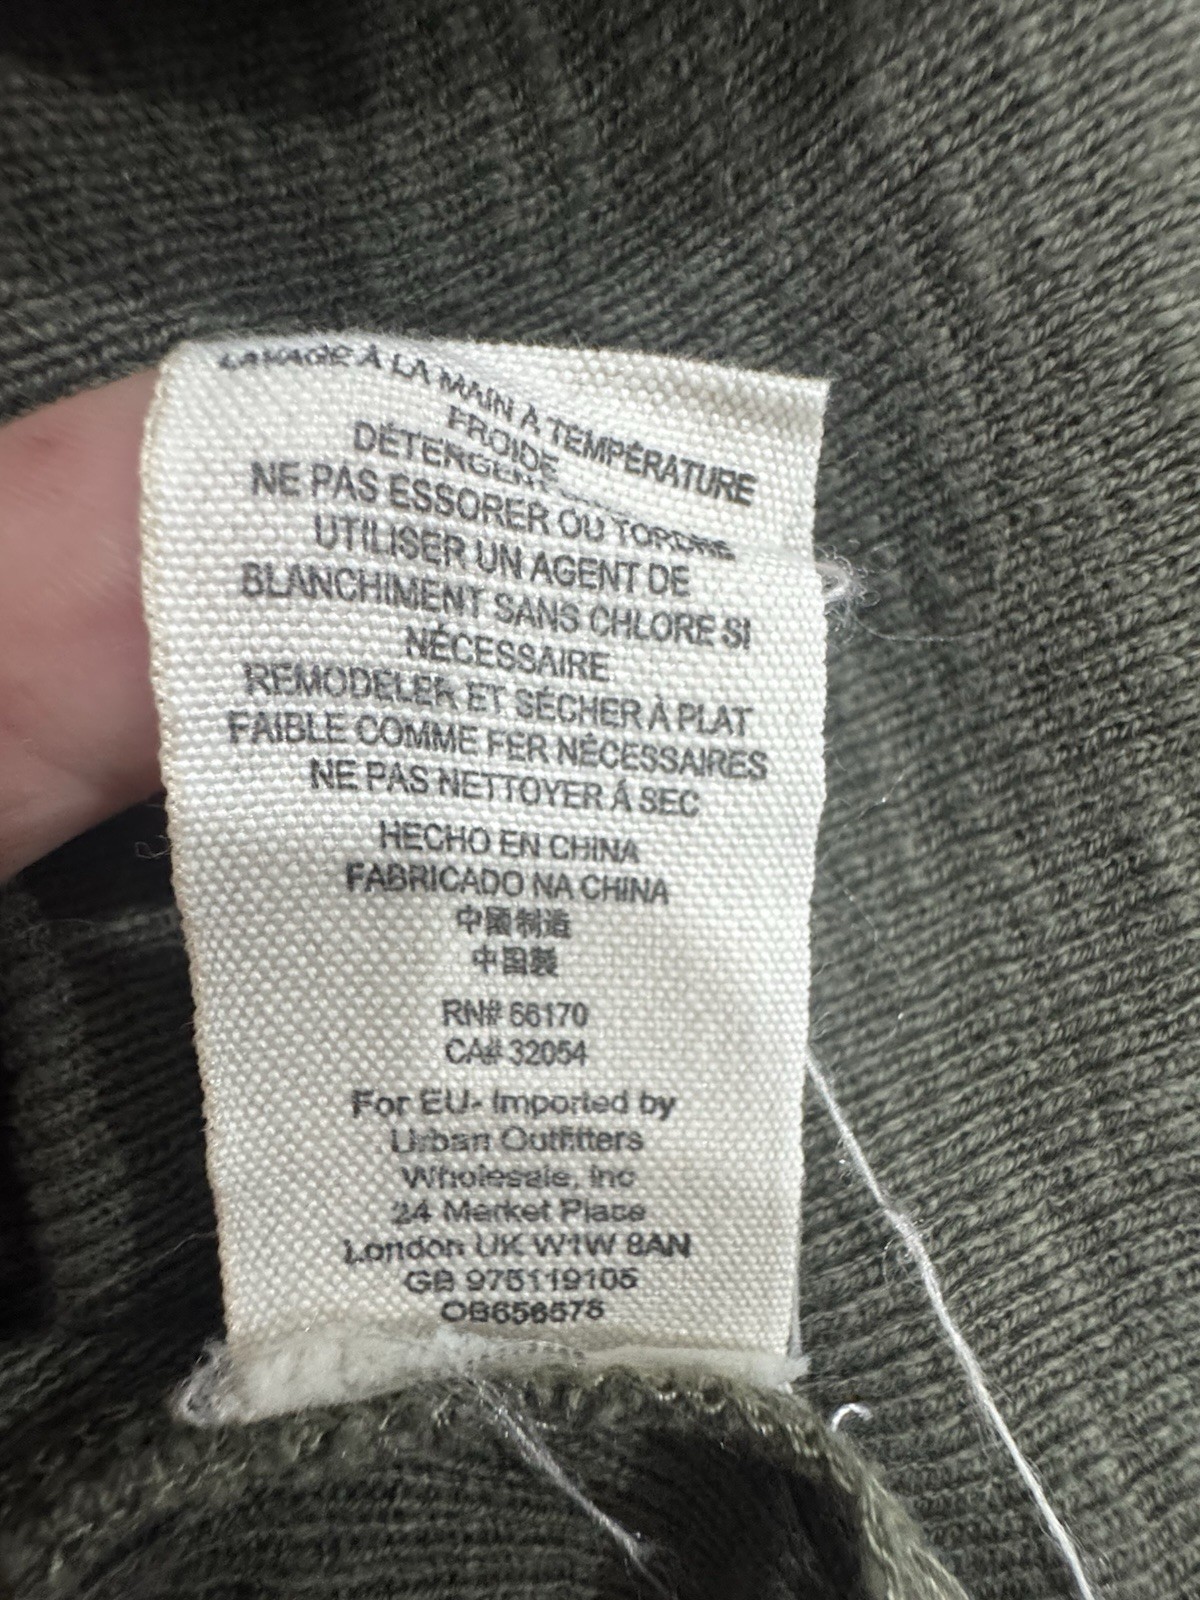 LAVAGE À LA MAIN À TEMPÉRATURE
FROIDE
NE PAS ESSORER OU TORDRE
UTILISER UN AGENT DE
BLANCHIMENT SANS CHLORE SI
NÉCESSAIRE
REMODELER ET SÉCHER À PLAT
FAIBLE COMME FER NÉCESSAIRES
NE PAS NETTOYER Á SEC
HECHO EN CHINA
FABRICADO NA CHINA
中國制造
中国製
RN# 66170
CA# 32054
For EU- Imported by
Urban Outfitters
Wholesale, Inc
24 Market Place
London UK W1W 8AN
GB 975119105